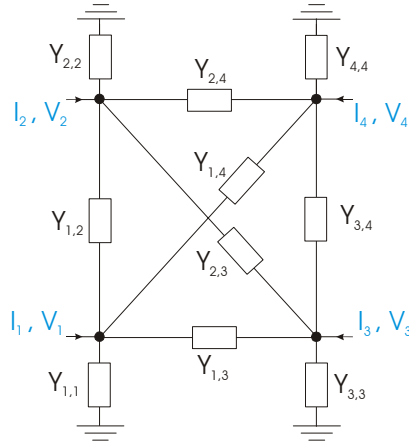 Y2,2
Y4,4
Y2,4
I2 , V2
I4 , V4
Y1,4
Y1,2
Y3,4
Y2,3
I1 , V1
I3 , V3
Y1,1
Y1,3
Y3,3